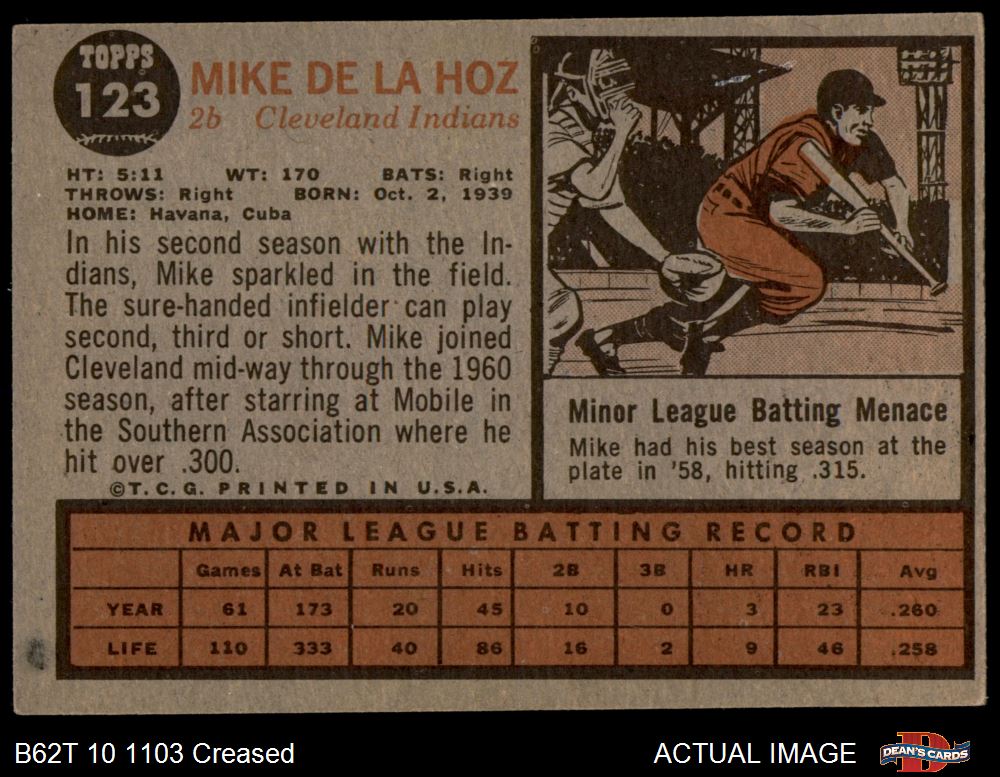 TOPPS
123
MIKE DE LA HOZ
2b Cleveland Indians
HT: 5:11 WT: 170 BATS: Right
THROWS: Right BORN: Oct. 2, 1939
HOME: Havana, Cuba
In his second season with the In-
dians, Mike sparkled in the field.
The sure-handed infielder can play
second, third or short. Mike joined
Cleveland mid-way through the 1960
season, after starring at Mobile in
the Southern Association where he
hit over .300.
©T.C.G. PRINTED IN U.S.A.
Minor League Batting Menace
Mike had his best season at the
plate in '58, hitting .315.
MAJOR LEAGUE BATTING RECORD
Games At Bat Runs Hits 2B 3B HR RBI Avg
YEAR 61 173 20 45 10 0 3 23 .260
LIFE 110 333 40 86 16 2 9 46 .258
B62T 10 1103 Creased
ACTUAL IMAGE
DEAN'S CARDS